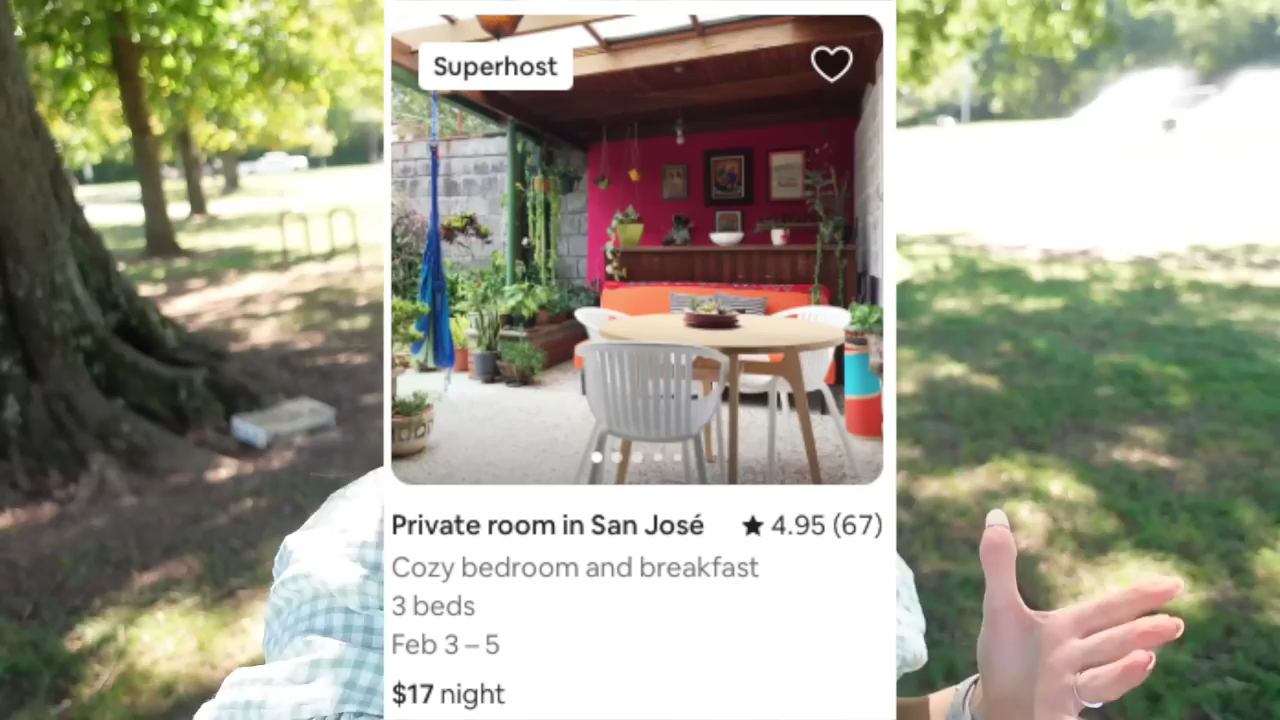 Superhost
Private room in San José ★ 4.95 (67)
Cozy bedroom and breakfast
3 beds
Feb 3 – 5
$17 night